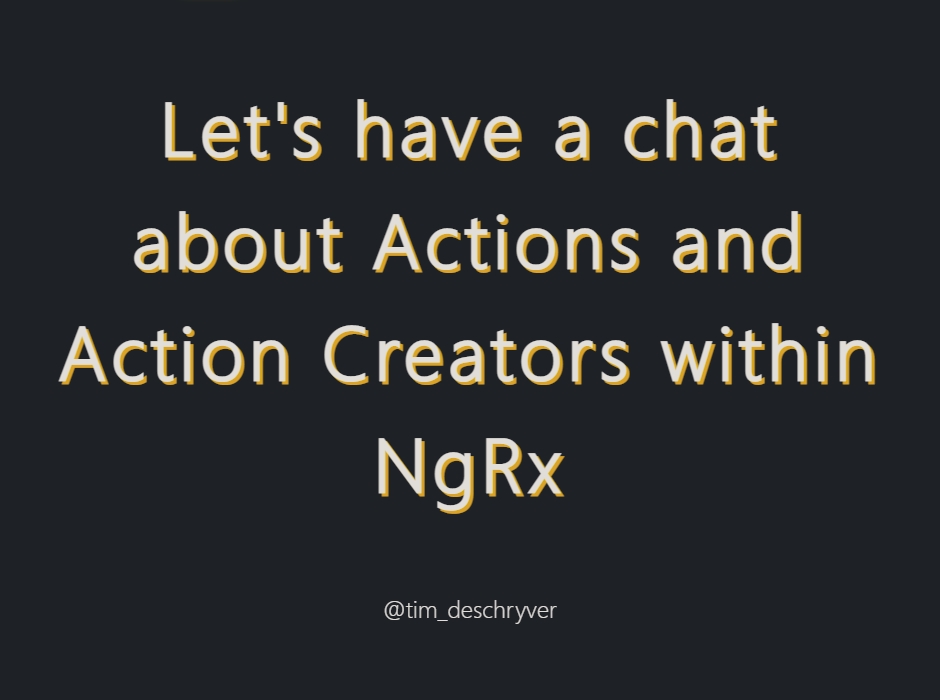 Let's have a chat
about Actions and
Action Creators within
NgRx
@tim_deschryver